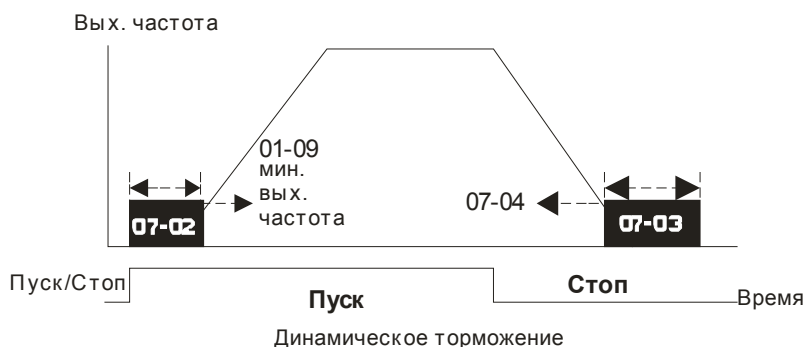 Вых. частота
01-09
мин.
вых.
частота
07-04
07-02
07-03
Пуск/Стоп
Пуск
Стоп
Время
Динамическое торможение